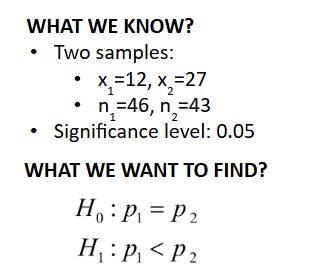 WHAT WE KNOW?
• Two samples:
• x₁=12, x₂=27
• n₁=46, n₂=43
• Significance level: 0.05
WHAT WE WANT TO FIND?
H₀ : p₁ = p₂
H₁ : p₁ < p₂